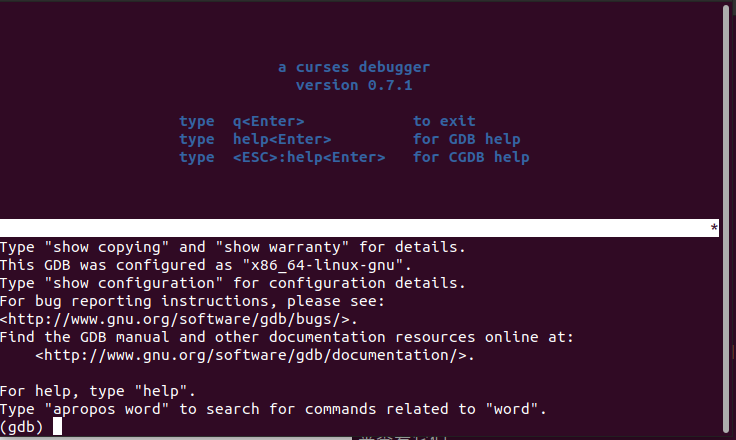 a curses debugger
version 0.7.1
type q<Enter> to exit
type help<Enter> for GDB help
type <ESC>:help<Enter> for CGDB help
*
Type "show copying" and "show warranty" for details.
This GDB was configured as "x86_64-linux-gnu".
Type "show configuration" for configuration details.
For bug reporting instructions, please see:
<http://www.gnu.org/software/gdb/bugs/>.
Find the GDB manual and other documentation resources online at:
<http://www.gnu.org/software/gdb/documentation/>.
For help, type "help".
Type "apropos word" to search for commands related to "word".
(gdb)